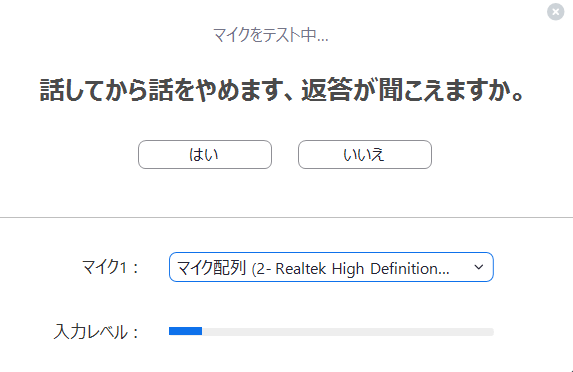 マイクをテスト中...
話してから話をやめます、返答が聞こえますか。
はい
いいえ
マイク1：
マイク配列 (2- Realtek High Definition...
入力レベル：